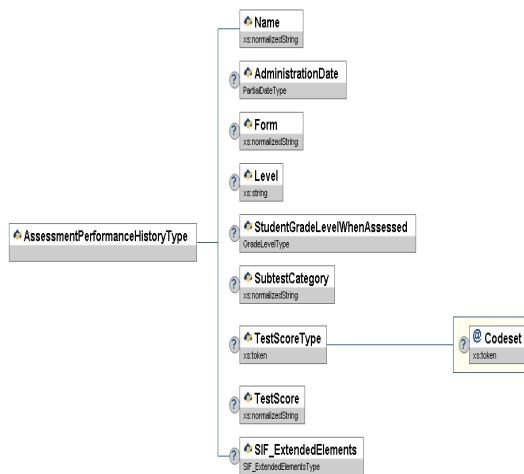 Name
xs:normalizedString
? AdministrationDate
PartialDateType
? Form
xs:normalizedString
? Level
xs:string
AssessmentPerformanceHistoryType
? StudentGradeLevelWhenAssessed
GradeLevelType
? SubtestCategory
xs:normalizedString
? TestScoreType
xs:token
? @ Codeset
xs:token
? TestScore
xs:normalizedString
? SIF_ExtendedElements
SIF_ExtendedElementsType